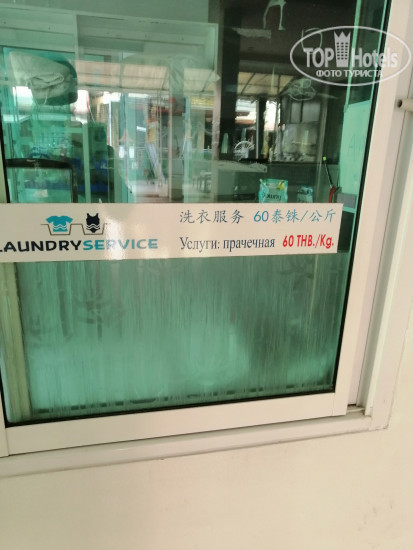 TOP Hotels
ФОТО ТУРИСТА
洗衣服务 60泰铢/公斤
LAUNDRYSERVICE
Услуги: прачечная 60 THB./Kg.